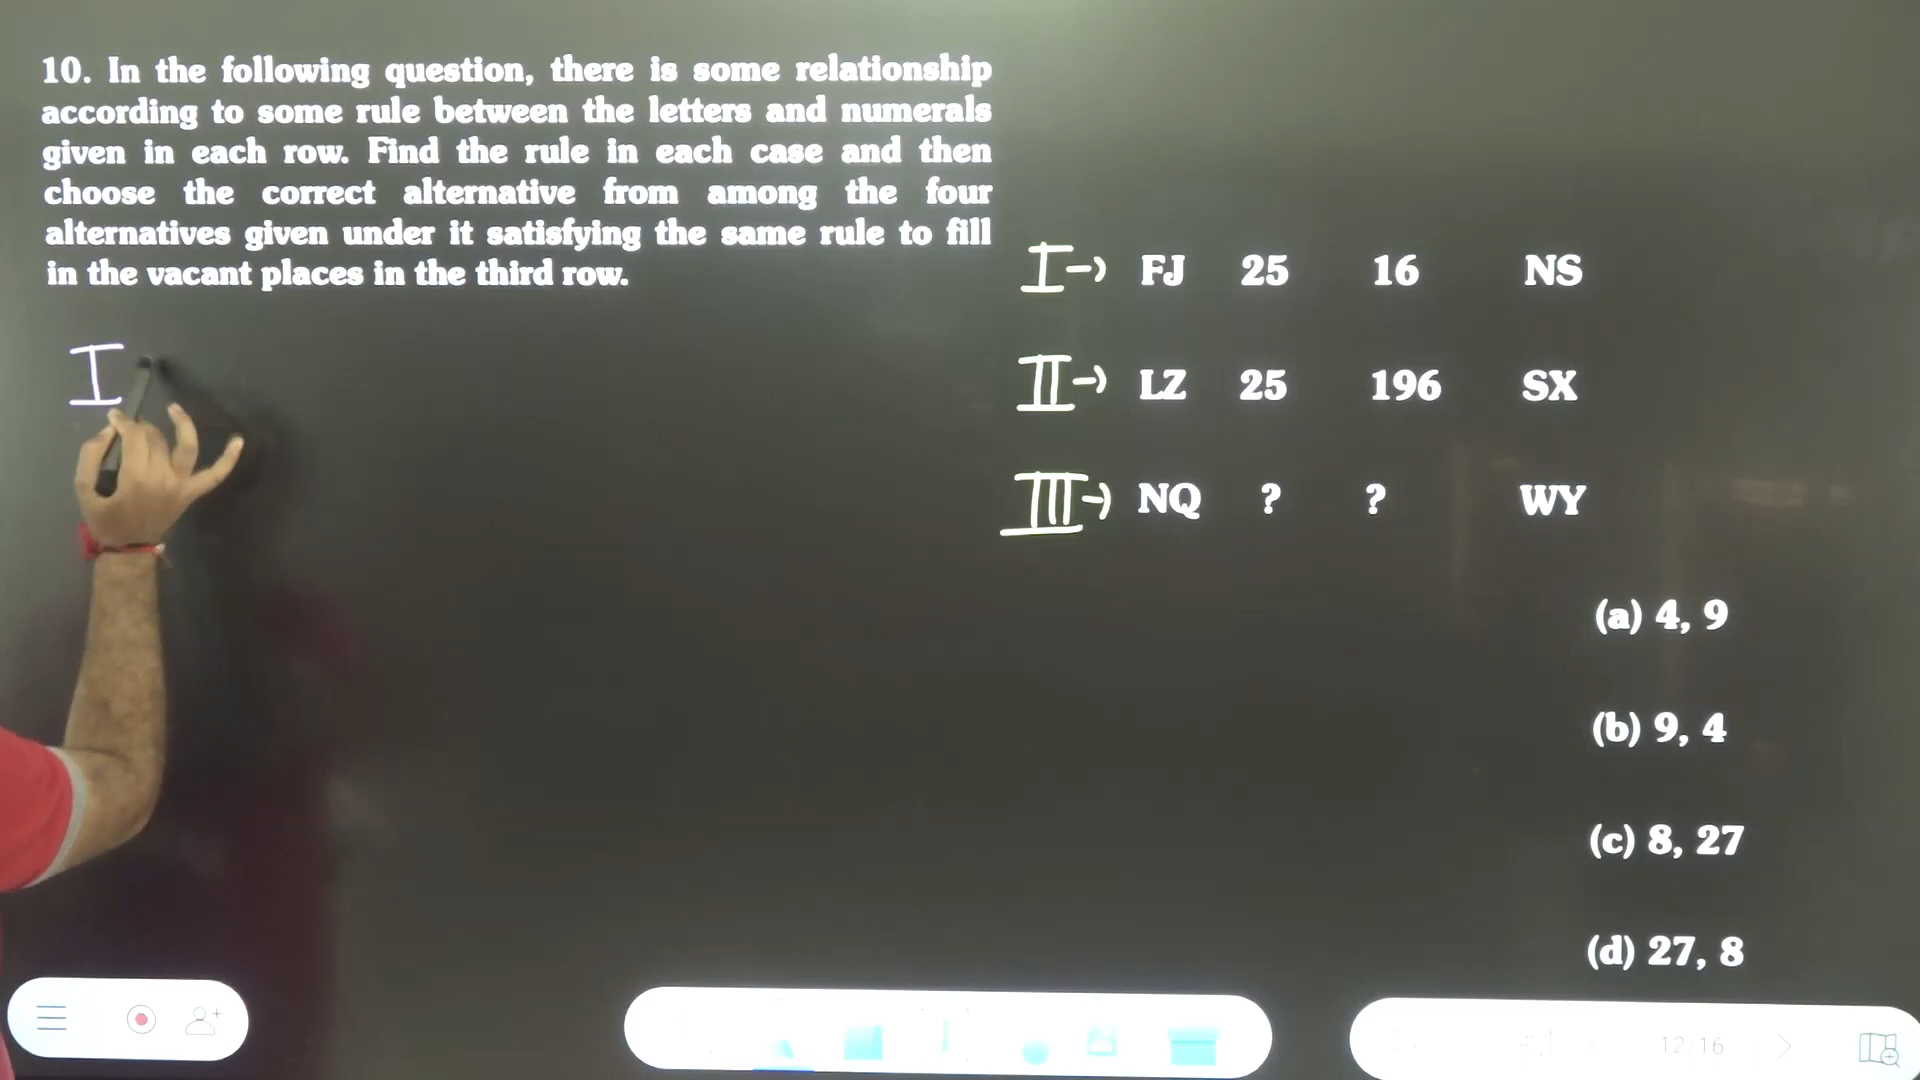 10. In the following question, there is some relationship
according to some rule between the letters and numerals
given in each row. Find the rule in each case and then
choose the correct alternative from among the four
alternatives given under it satisfying the same rule to fill
in the vacant places in the third row.
I→ FJ 25 16 NS
II→ LZ 25 196 SX
III→ NQ ? ? WY
I
(a) 4, 9
(b) 9, 4
(c) 8, 27
(d) 27, 8
12/16